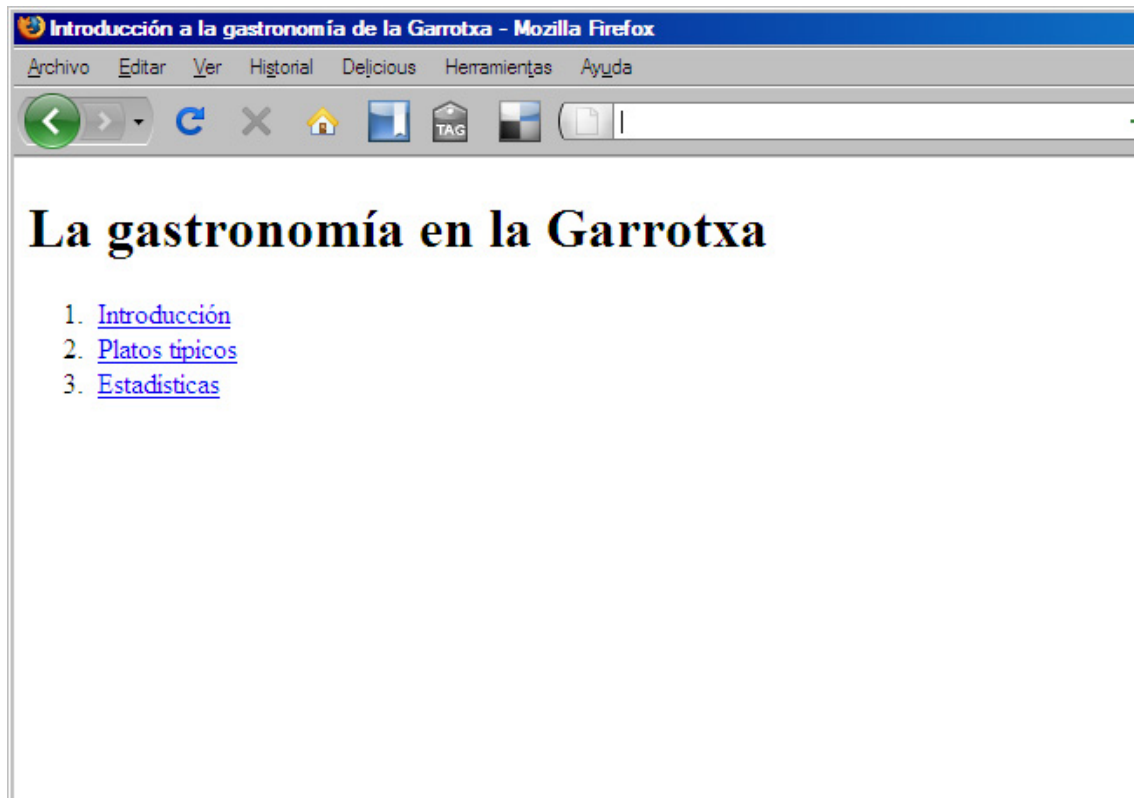 Introducción a la gastronomía de la Garrotxa - Mozilla Firefox
Archivo Editar Ver Historial Delicious Herramientas Ayuda
TAG
La gastronomía en la Garrotxa
1. Introducción
2. Platos típicos
3. Estadísticas